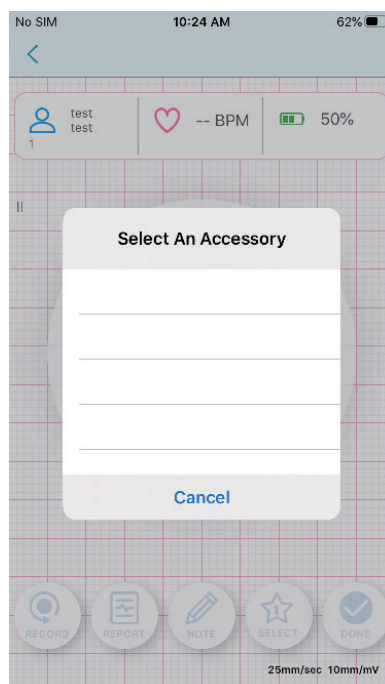 No SIM 10:24 AM 62%
test
test
1
-- BPM
50%
II
Select An Accessory
Cancel
RECORD REPORT NOTE 1 SELECT DONE
25mm/sec 10mm/mV